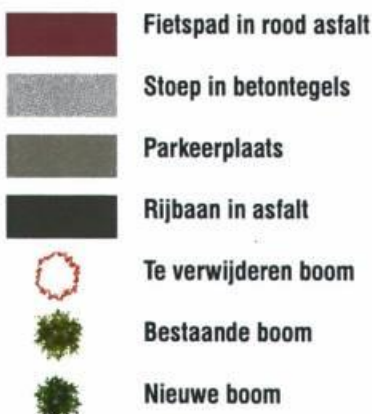 Fietspad in rood asfalt
Stoep in betontegels
Parkeerplaats
Rijbaan in asfalt
Te verwijderen boom
Bestaande boom
Nieuwe boom